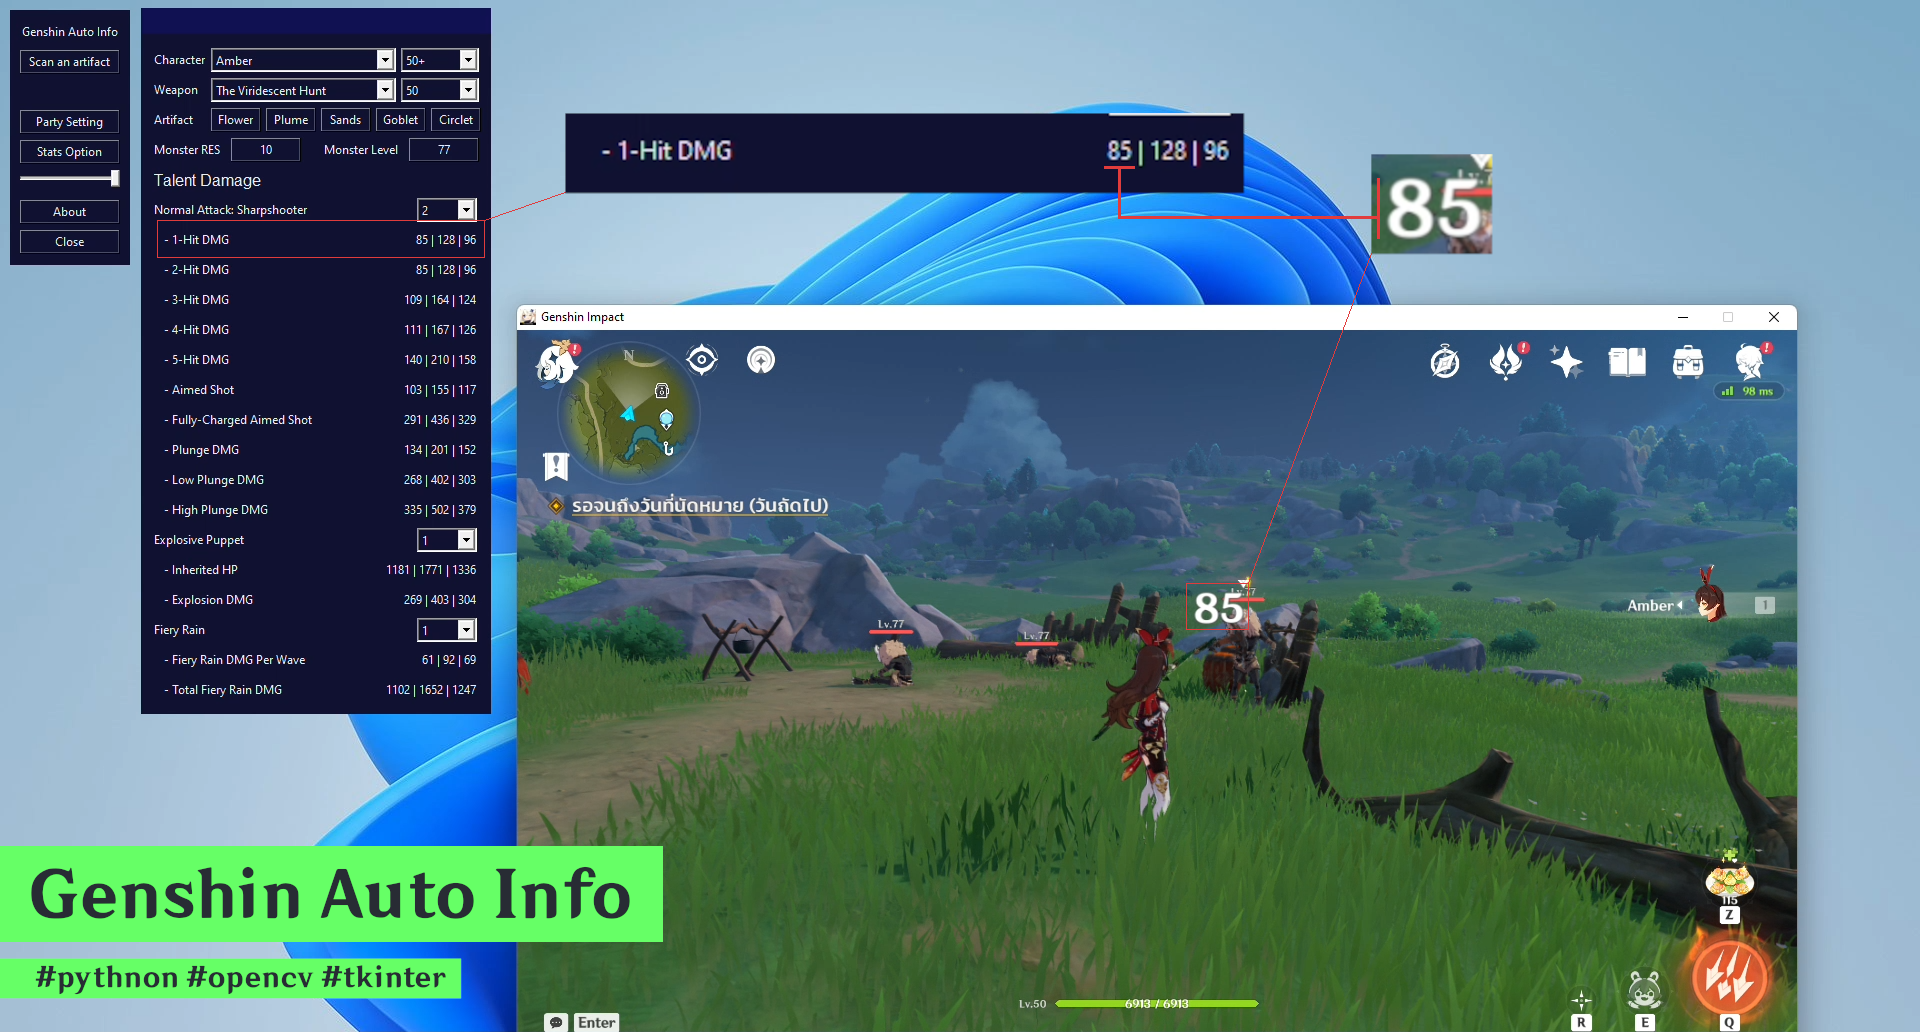 Genshin Auto Info
Scan an artifact
Party Setting
Stats Option
About
Close
Character Amber 50+
Weapon The Viridescent Hunt 50
Artifact Flower Plume Sands Goblet Circlet
Monster RES 10 Monster Level 77
Talent Damage
Normal Attack: Sharpshooter 2
- 1-Hit DMG 85 | 128 | 96
- 2-Hit DMG 85 | 128 | 96
- 3-Hit DMG 109 | 164 | 124
- 4-Hit DMG 111 | 167 | 126
- 5-Hit DMG 140 | 210 | 158
- Aimed Shot 103 | 155 | 117
- Fully-Charged Aimed Shot 291 | 436 | 329
- Plunge DMG 134 | 201 | 152
- Low Plunge DMG 268 | 402 | 303
- High Plunge DMG 335 | 502 | 379
Explosive Puppet 1
- Inherited HP 1181 | 1771 | 1336
- Explosion DMG 269 | 403 | 304
Fiery Rain 1
- Fiery Rain DMG Per Wave 61 | 92 | 69
- Total Fiery Rain DMG 1102 | 1652 | 1247
- 1-Hit DMG 85 | 128 | 96
85
Genshin Impact
N
98 ms
รอจนถึงวันที่นัดหมาย (วันถัดไป)
85
Lv.77
Lv.77
Amber 1
115
Z
Lv.50 6913 / 6913
R E Q
Enter
Genshin Auto Info
#pythnon #opencv #tkinter